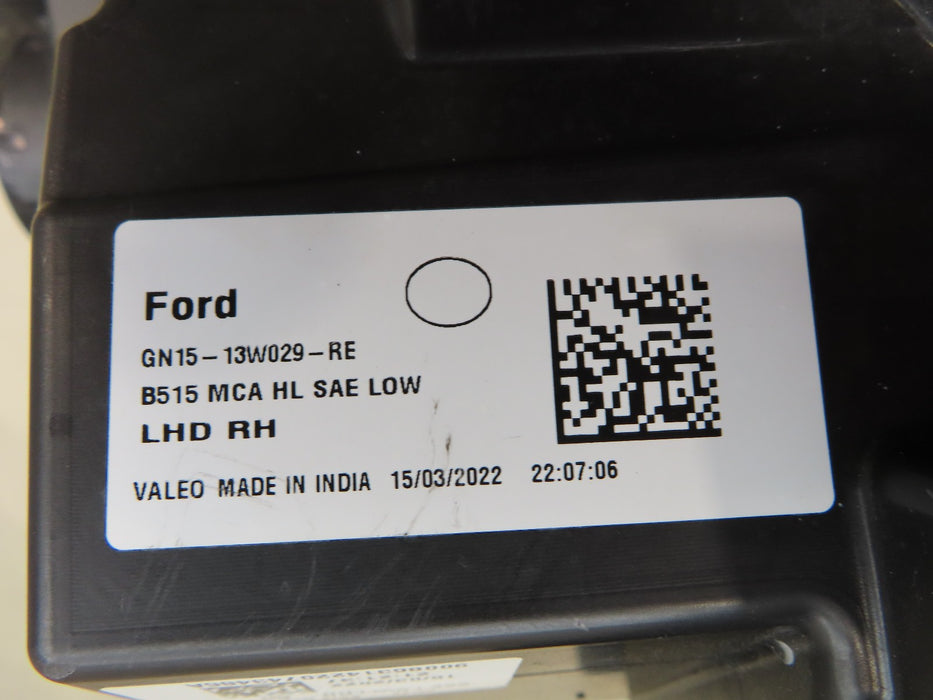 Ford
GN15-13W029-RE
B515 MCA HL SAE LOW
LHD RH
VALEO MADE IN INDIA 15/03/2022 22:07:06